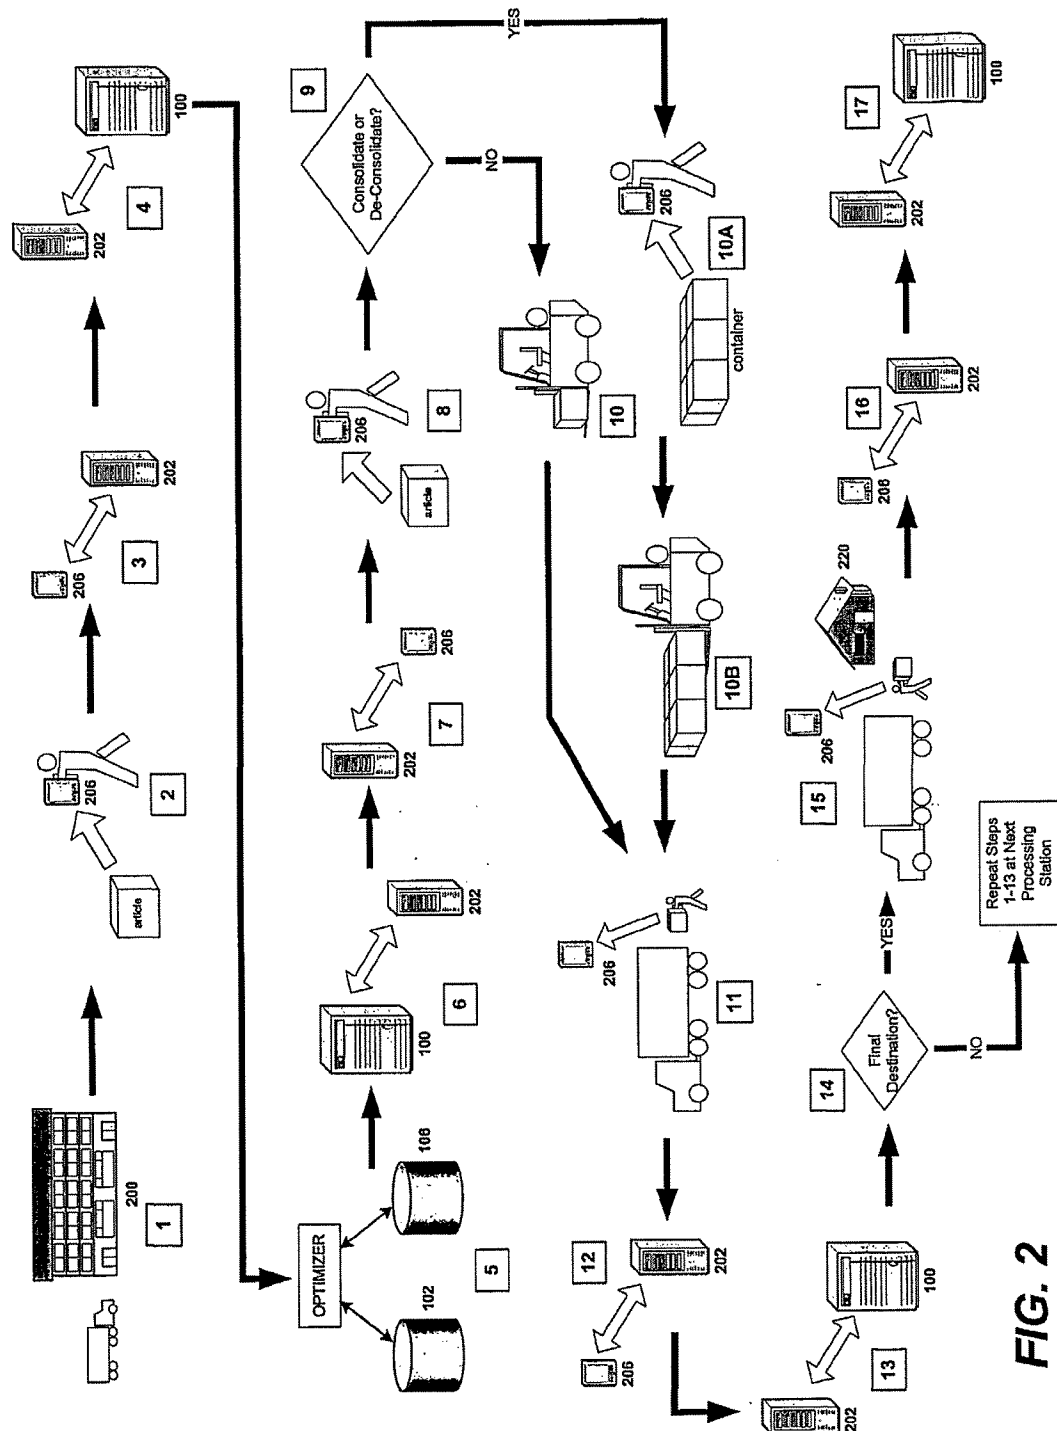 200
1
article
206
2
206
3
202
202
4
100
OPTIMIZER
102
106
5
100
6
202
202
7
206
article
206
8
9
Consolidate or
De-Consolidate?
YES
NO
10
206
10A
container
10B
11
206
12
206
202
202
13
100
14
Final
Destination?
YES
NO
Repeat Steps
1-13 at Next
Processing
Station
15
206
220
206
16
202
202
17
100
FIG. 2